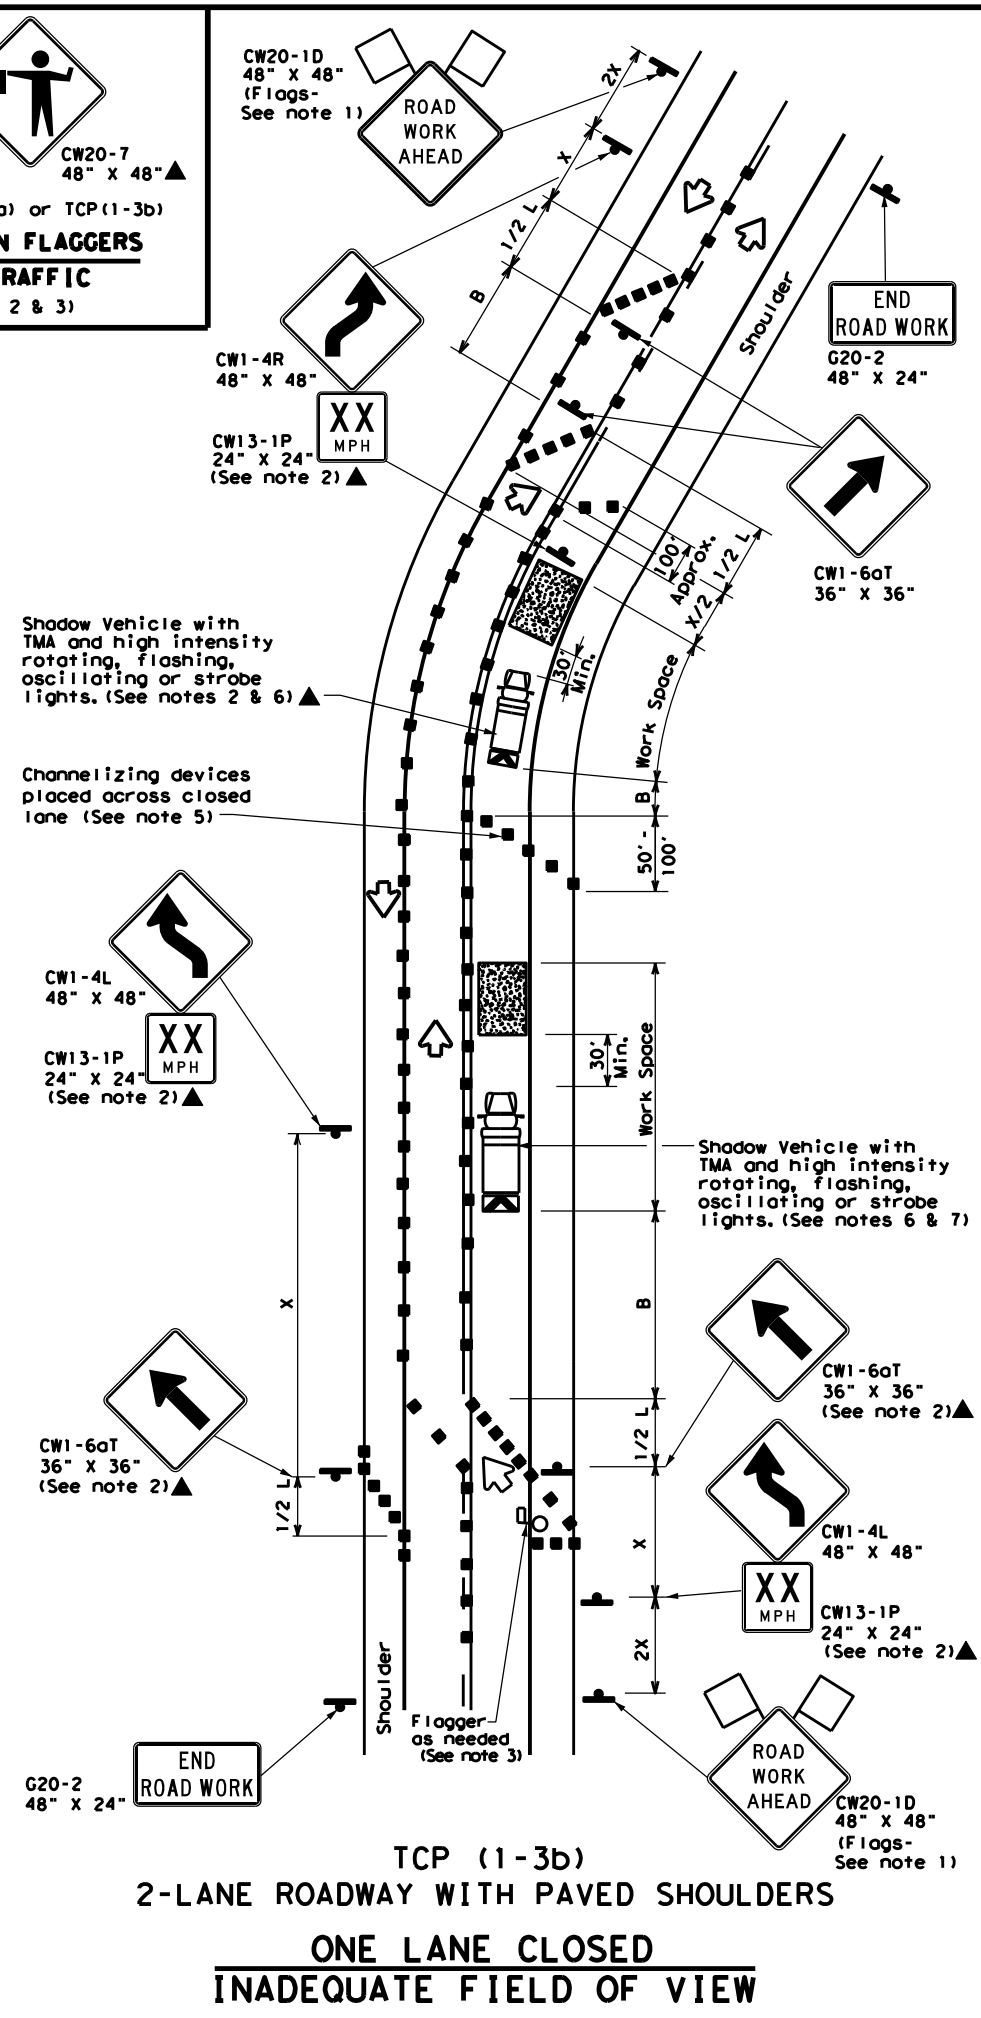 CW20-7
48" X 48"
a) or TCP(1-3b)
N FLAGGERS
RAFFIC
2 & 3)
CW20-1D
48" X 48"
(Flags-
See note 1)
ROAD
WORK
AHEAD
2X
X
1/2 L
B
CW1-4R
48" X 48"
XX
MPH
CW13-1P
24" X 24"
(See note 2)
Shoulder
END
ROAD WORK
G20-2
48" X 24"
CW1-6aT
36" X 36"
100'
Approx.
1/2 L
X/2
30'
Min.
Work Space
B
50' -
100'
Shadow Vehicle with
TMA and high intensity
rotating, flashing,
oscillating or strobe
lights. (See notes 2 & 6)
Channelizing devices
placed across closed
lane (See note 5)
CW1-4L
48" X 48"
XX
MPH
CW13-1P
24" X 24"
(See note 2)
30'
Min.
Work Space
Shadow Vehicle with
TMA and high intensity
rotating, flashing,
oscillating or strobe
lights. (See notes 6 & 7)
X
B
CW1-6aT
36" X 36"
(See note 2)
1/2 L
CW1-6aT
36" X 36"
(See note 2)
1/2 L
X
CW1-4L
48" X 48"
XX
MPH
CW13-1P
24" X 24"
(See note 2)
2X
Shoulder
Flagger
as needed
(See note 3)
END
ROAD WORK
G20-2
48" X 24"
ROAD
WORK
AHEAD
CW20-1D
48" X 48"
(Flags-
See note 1)
TCP (1-3b)
2-LANE ROADWAY WITH PAVED SHOULDERS
ONE LANE CLOSED
INADEQUATE FIELD OF VIEW